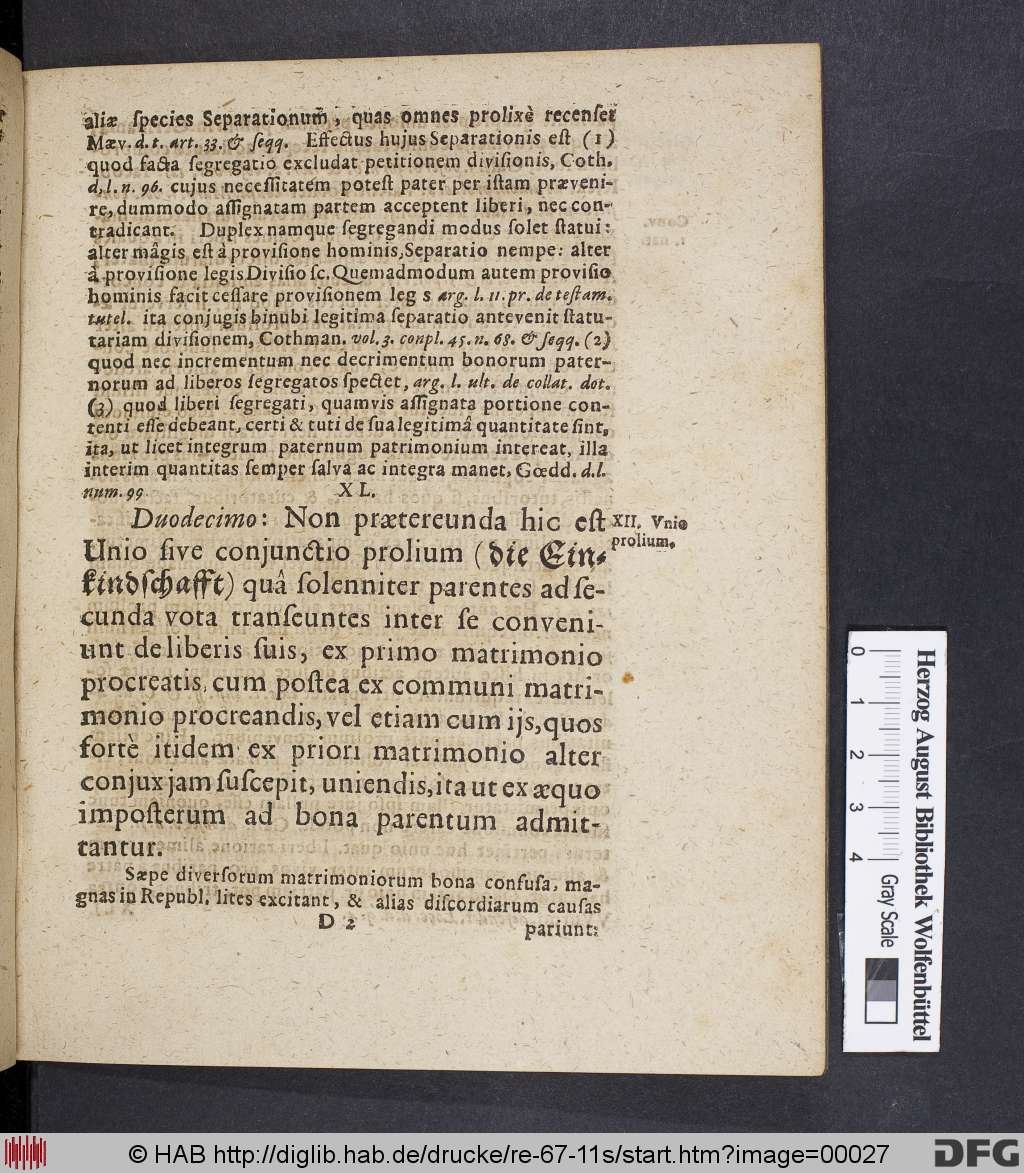 aliæ ſpecies Separationum̃, quas omnes prolixè recenſet
Mæv. d. t. art. 33. & ſeqq. Effectus hujus Separationis eſt (1)
quod facta ſegregatio excludat petitionem diviſionis, Coth.
d. l. n. 96. cujus neceſſitatem poteſt pater per iſtam præveni-
re, dummodo aſſignatam partem acceptent liberi, nec con-
tradicant. Duplex namque ſegregandi modus ſolet ſtatui:
alter mâgis eſt à proviſione hominis, Separatio nempe: alter
à proviſione legis Diviſio ſc. Quemadmodum autem proviſio
hominis facit ceſſare proviſionem leg s arg. l. 11. pr. de teſtam.
tutel. ita conjugis binubi legitima ſeparatio antevenit ſtatu-
tariam diviſionem, Cothman. vol. 3. conpl. 45. n. 68. & ſeqq. (2)
quod nec incrementum nec decrimentum bonorum pater-
norum ad liberos ſegregatos ſpectet, arg. l. ult. de collat. dot.
(3) quod liberi ſegregati, quamvis aſſignata portione con-
tenti eſſe debeant, certi & tuti de ſua legitimâ quantitate ſint,
ita, ut licet integrum paternum patrimonium intereat, illa
interim quantitas ſemper ſalva ac integra manet, Gœdd. d. l.
num. 99.
XL.
Duodecimo: Non prætereunda hic eſt
XII. Vnio
prolium.
Unio ſive conjunctio prolium (die Ein-
kindſchafft) quâ ſolenniter parentes ad ſe-
cunda vota tranſeuntes inter ſe conveni-
unt de liberis ſuis, ex primo matrimonio
procreatis, cum poſtea ex communi matri-
monio procreandis, vel etiam cum ijs, quos
fortè itidem ex priori matrimonio alter
conjux jam ſuſcepit, uniendis, ita ut ex æquo
impoſterum ad bona parentum admit-
tantur.
Sæpe diverſorum matrimoniorum bona confuſa, ma-
gnas in Republ. lites excitant, & alias diſcordiarum cauſas
D 2
pariunt:
0 1 2 3 4
Gray Scale
Herzog August Bibliothek Wolfenbüttel
© HAB http://diglib.hab.de/drucke/re-67-11s/start.htm?image=00027
DFG